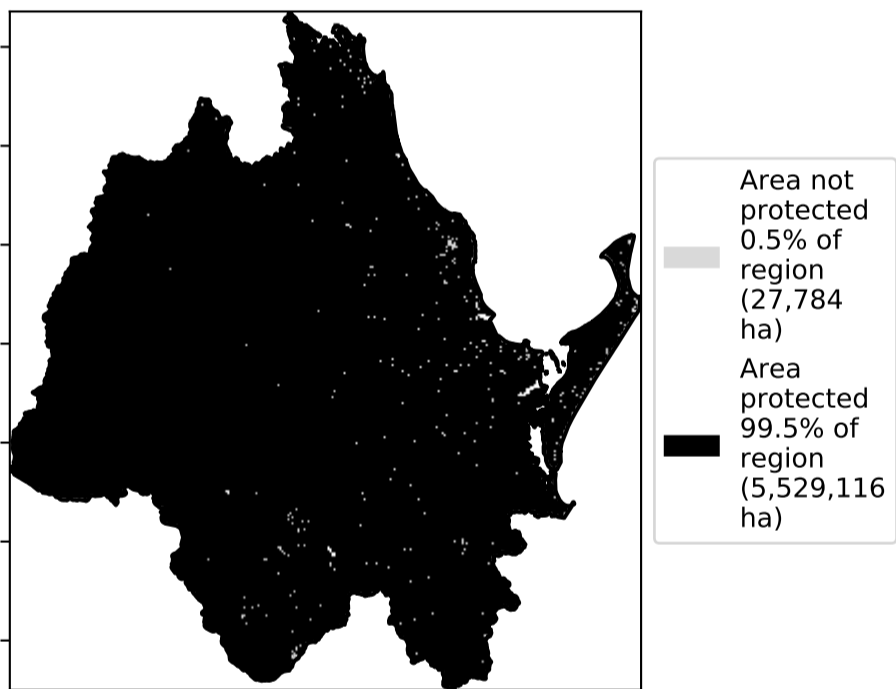 Area not
protected
0.5% of
region
(27,784
ha)
Area
protected
99.5% of
region
(5,529,116
ha)